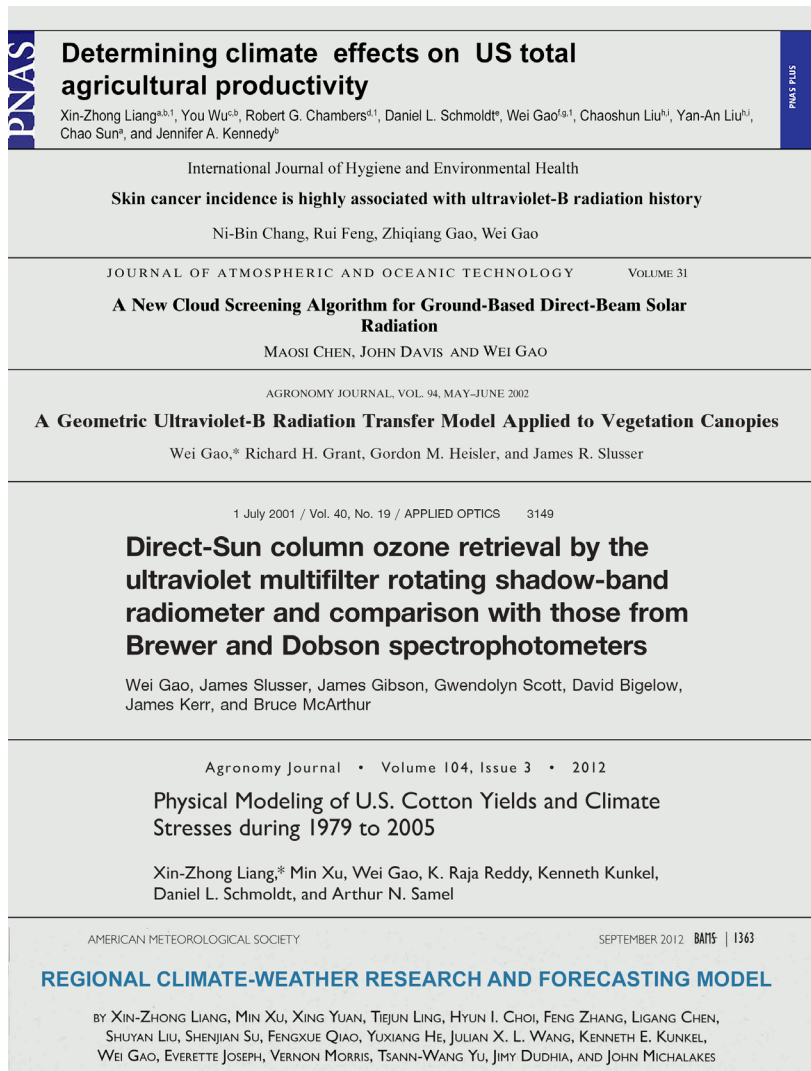 PNAS
PNAS PLUS
Determining climate effects on US total
agricultural productivity
Xin-Zhong Liangᵃ,ᵇ,¹, You Wuᶜ,ᵇ, Robert G. Chambersᵈ,¹, Daniel L. Schmoldtᵉ, Wei Gaoᶠ,ᵍ,¹, Chaoshun Liuʰ,ⁱ, Yan-An Liuʰ,ⁱ,
Chao Sunᵃ, and Jennifer A. Kennedyᵇ
International Journal of Hygiene and Environmental Health
Skin cancer incidence is highly associated with ultraviolet-B radiation history
Ni-Bin Chang, Rui Feng, Zhiqiang Gao, Wei Gao
JOURNAL OF ATMOSPHERIC AND OCEANIC TECHNOLOGY VOLUME 31
A New Cloud Screening Algorithm for Ground-Based Direct-Beam Solar
Radiation
MAOSI CHEN, JOHN DAVIS AND WEI GAO
AGRONOMY JOURNAL, VOL. 94, MAY–JUNE 2002
A Geometric Ultraviolet-B Radiation Transfer Model Applied to Vegetation Canopies
Wei Gao,* Richard H. Grant, Gordon M. Heisler, and James R. Slusser
1 July 2001 / Vol. 40, No. 19 / APPLIED OPTICS 3149
Direct-Sun column ozone retrieval by the
ultraviolet multifilter rotating shadow-band
radiometer and comparison with those from
Brewer and Dobson spectrophotometers
Wei Gao, James Slusser, James Gibson, Gwendolyn Scott, David Bigelow,
James Kerr, and Bruce McArthur
Agronomy Journal • Volume 104, Issue 3 • 2012
Physical Modeling of U.S. Cotton Yields and Climate
Stresses during 1979 to 2005
Xin-Zhong Liang,* Min Xu, Wei Gao, K. Raja Reddy, Kenneth Kunkel,
Daniel L. Schmoldt, and Arthur N. Samel
AMERICAN METEOROLOGICAL SOCIETY SEPTEMBER 2012 BAMS | 1363
REGIONAL CLIMATE-WEATHER RESEARCH AND FORECASTING MODEL
BY XIN-ZHONG LIANG, MIN XU, XING YUAN, TIEJUN LING, HYUN I. CHOI, FENG ZHANG, LIGANG CHEN,
SHUYAN LIU, SHENJIAN SU, FENGXUE QIAO, YUXIANG HE, JULIAN X. L. WANG, KENNETH E. KUNKEL,
WEI GAO, EVERETTE JOSEPH, VERNON MORRIS, TSANN-WANG YU, JIMY DUDHIA, AND JOHN MICHALAKES